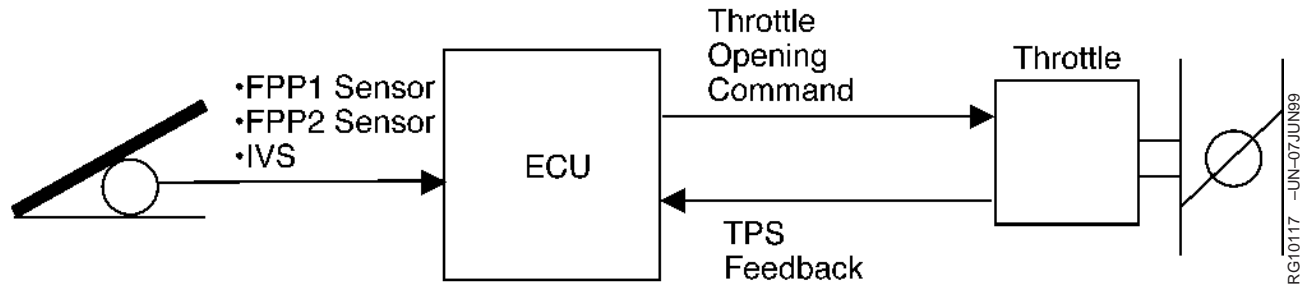 •FPP1 Sensor
•FPP2 Sensor
•IVS
ECU
Throttle
Opening
Command
TPS
Feedback
Throttle
RG10117 –UN–07JUN99